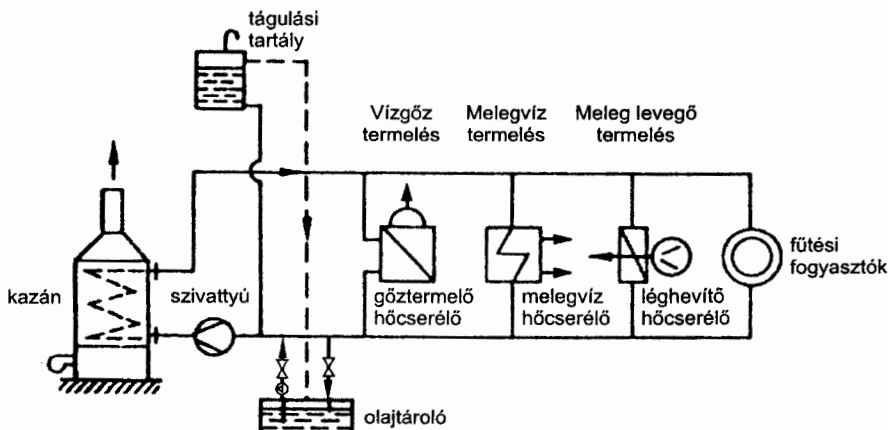 tágulási
tartály
Vízgőz
termelés
Melegvíz
termelés
Meleg levegő
termelés
kazán
szivattyú
gőztermelő
hőcserélő
melegvíz
hőcserélő
léghevítő
hőcserélő
fűtési
fogyasztók
olajtároló